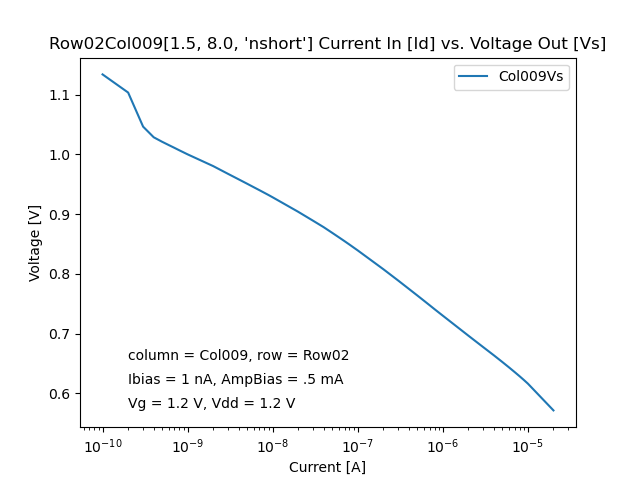 Row02Col009[1.5, 8.0, 'nshort'] Current In [Id] vs. Voltage Out [Vs]
Col009Vs
1.1
1.0
0.9
0.8
0.7
0.6
Voltage [V]
column = Col009, row = Row02
Ibias = 1 nA, AmpBias = .5 mA
Vg = 1.2 V, Vdd = 1.2 V
10⁻¹⁰ 10⁻⁹ 10⁻⁸ 10⁻⁷ 10⁻⁶ 10⁻⁵
Current [A]